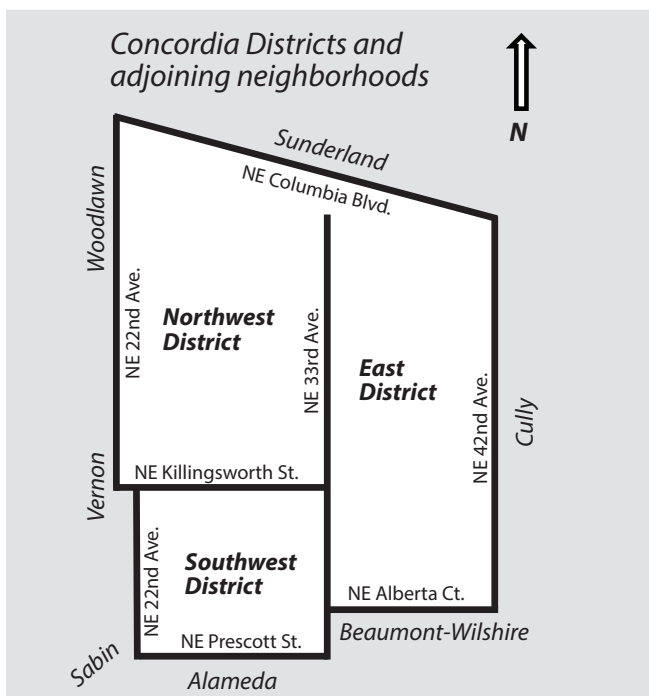 Concordia Districts and
adjoining neighborhoods
N
Sunderland
NE Columbia Blvd.
Woodlawn
NE 22nd Ave.
Northwest
District
NE 33rd Ave.
East
District
NE 42nd Ave.
Cully
NE Killingsworth St.
Vernon
NE 22nd Ave.
Southwest
District
NE Alberta Ct.
NE Prescott St.
Beaumont-Wilshire
Sabin
Alameda